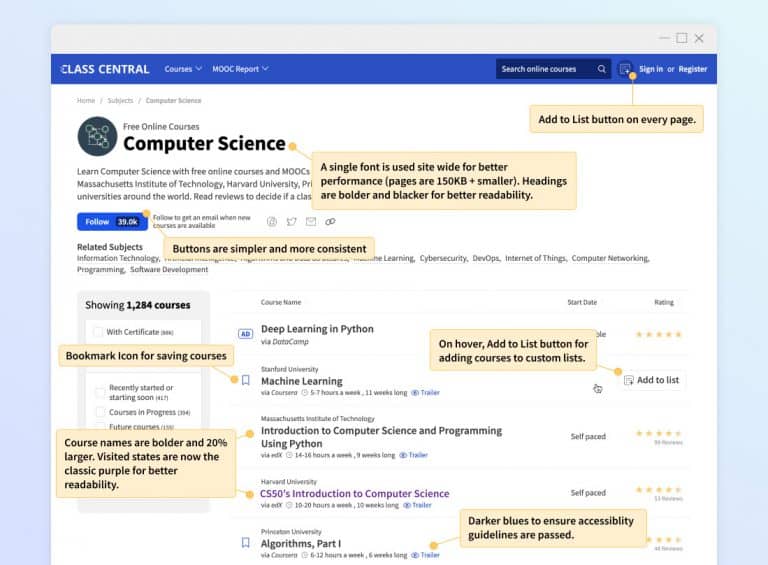 CLASS CENTRAL
Courses
MOOC Report
Search online courses
Sign in or Register
Home / Subjects / Computer Science
Add to List button on every page.
Free Online Courses
Computer Science
A single font is used site wide for better
performance (pages are 150KB + smaller). Headings
are bolder and blacker for better readability.
Learn Computer Science with free online courses and MOOCs
Massachusetts Institute of Technology, Harvard University, Pri
universities around the world. Read reviews to decide if a clas
Follow 39.0k
Follow to get an email when new
courses are available
Buttons are simpler and more consistent
Related Subjects
Information Technology, Learning, Cybersecurity, DevOps, Internet of Things, Computer Networking,
Programming, Software Development
Showing 1,284 courses
Course Name
Start Date
Rating
With Certificate (886)
AD
Deep Learning in Python
via DataCamp
On hover, Add to List button for
adding courses to custom lists.
Bookmark Icon for saving courses
Stanford University
Machine Learning
via Coursera 5-7 hours a week, 11 weeks long Trailer
Add to list
Recently started or
starting soon (417)
Courses in Progress (394)
Future courses
Massachusetts Institute of Technology
Introduction to Computer Science and Programming
Using Python
via edX 14-16 hours a week, 9 weeks long Trailer
Self paced
99 Reviews
Course names are bolder and 20%
larger. Visited states are now the
classic purple for better
readability.
Harvard University
CS50's Introduction to Computer Science
via edX 10-20 hours a week, 10 weeks long Trailer
Self paced
53 Reviews
Darker blues to ensure accessiblity
guidelines are passed.
Princeton University
Algorithms, Part I
via Coursera 6-12 hours a week, 6 weeks long Trailer
48 Reviews